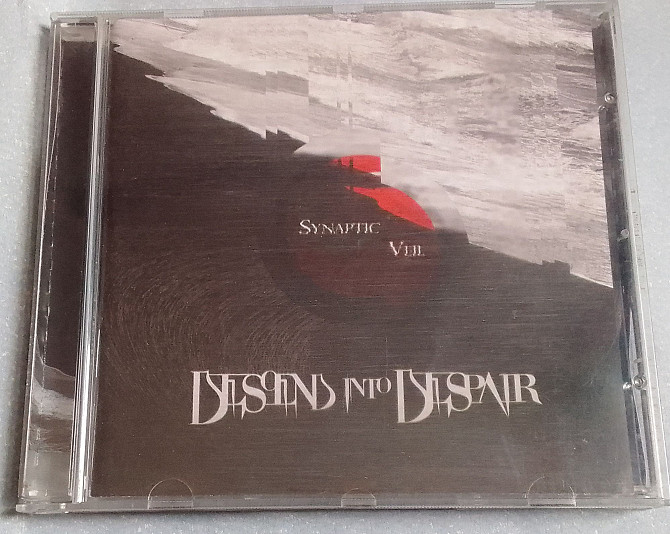 Synaptic
Veil
Descend into Despair